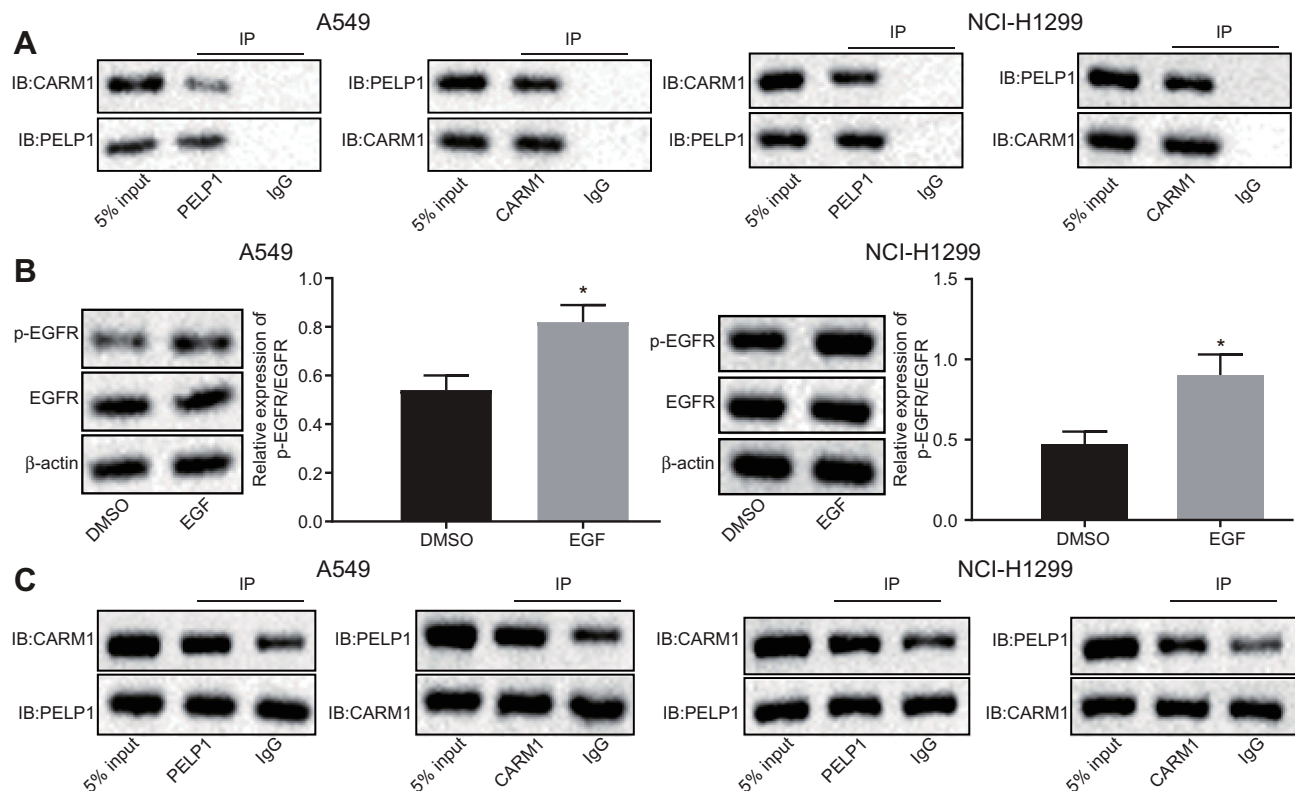 A
A549
NCI-H1299
IP
IP
IP
IP
IB:CARM1
IB:PELP1
IB:CARM1
IB:PELP1
IB:PELP1
IB:CARM1
IB:PELP1
IB:CARM1
5% input
PELP1
IgG
5% input
CARM1
IgG
5% input
PELP1
IgG
5% input
CARM1
IgG
B
A549
p-EGFR
EGFR
β-actin
DMSO
EGF
Relative expression of
p-EGFR/EGFR
1.0
0.8
0.6
0.4
0.2
0.0
*
DMSO
EGF
NCI-H1299
p-EGFR
EGFR
β-actin
DMSO
EGF
Relative expression of
p-EGFR/EGFR
1.5
1.0
0.5
0.0
*
DMSO
EGF
C
A549
NCI-H1299
IP
IP
IP
IP
IB:CARM1
IB:PELP1
IB:CARM1
IB:PELP1
IB:PELP1
IB:CARM1
IB:PELP1
IB:CARM1
5% input
PELP1
IgG
5% input
CARM1
IgG
5% input
PELP1
IgG
5% input
CARM1
IgG